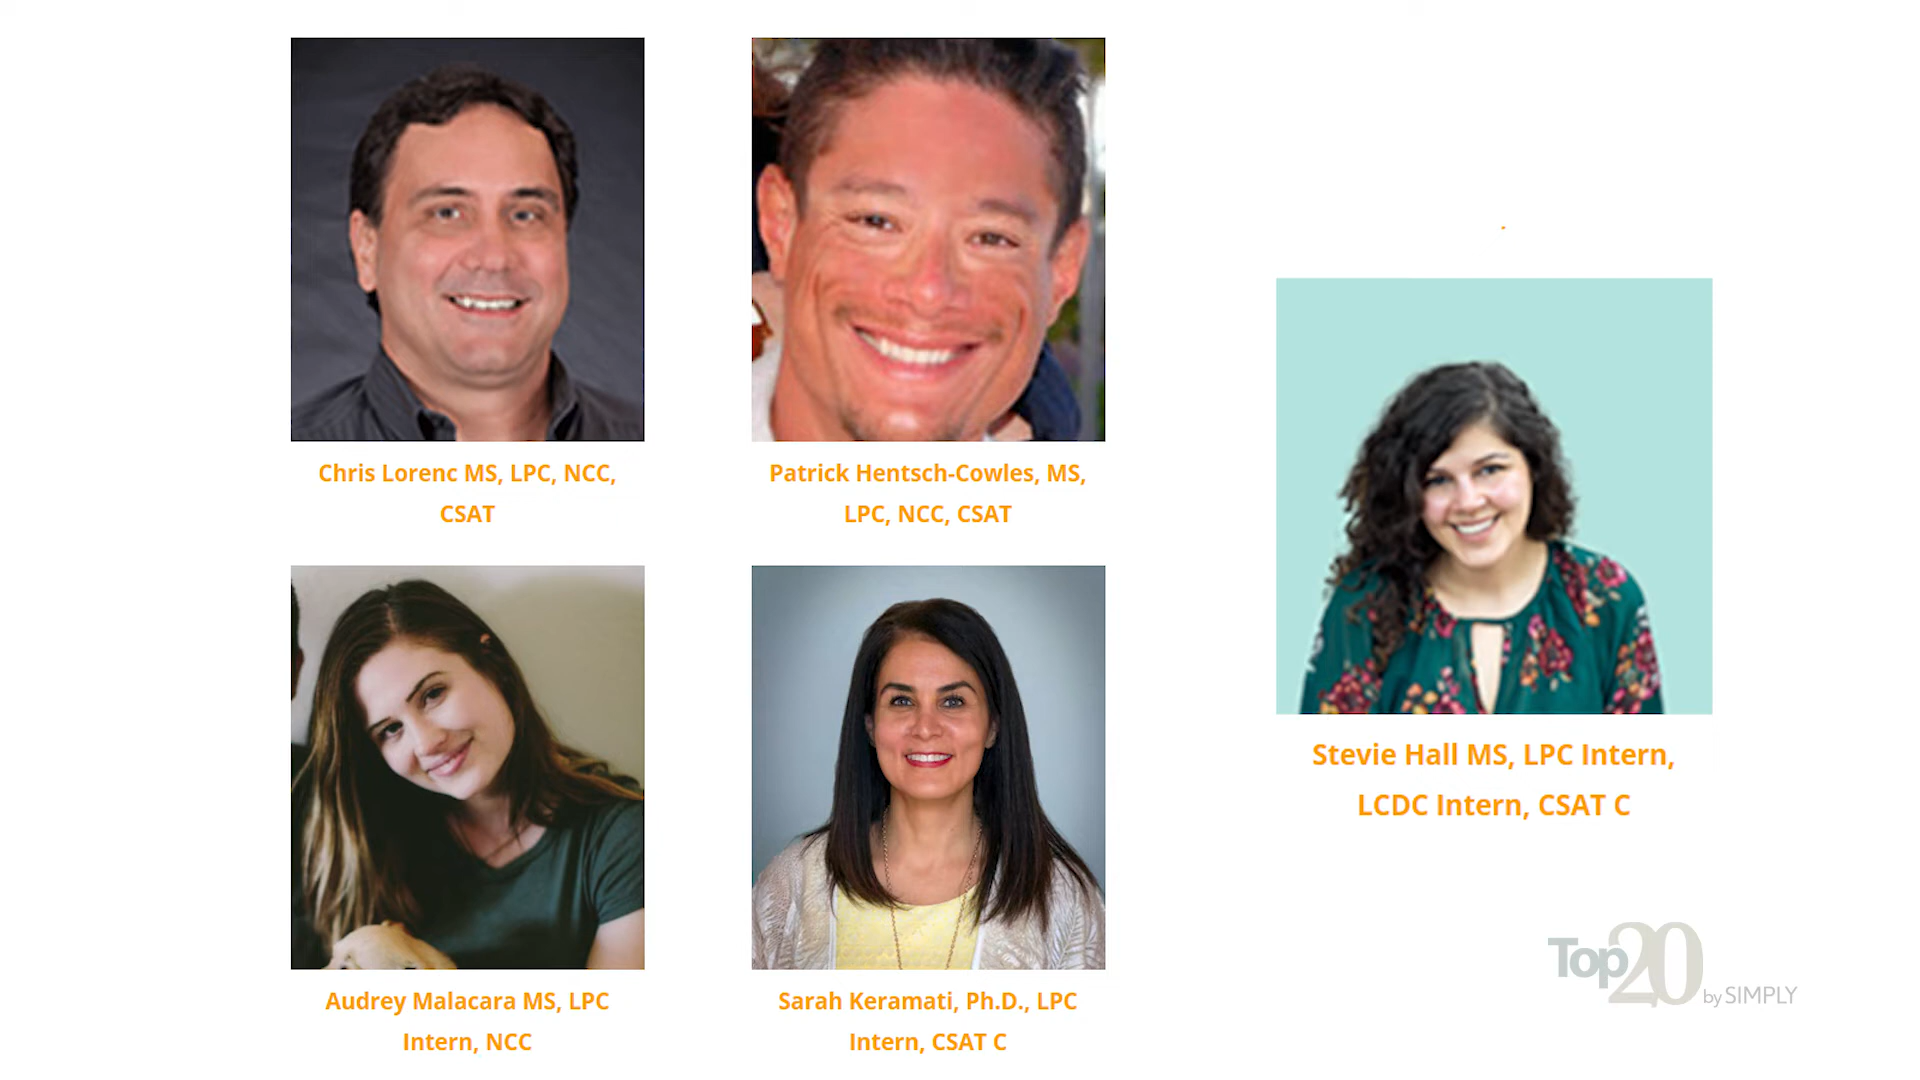 Chris Lorenc MS, LPC, NCC,
CSAT
Patrick Hentsch-Cowles, MS,
LPC, NCC, CSAT
Audrey Malacara MS, LPC
Intern, NCC
Sarah Keramati, Ph.D., LPC
Intern, CSAT C
Stevie Hall MS, LPC Intern,
LCDC Intern, CSAT C
Top20
by SIMPLY